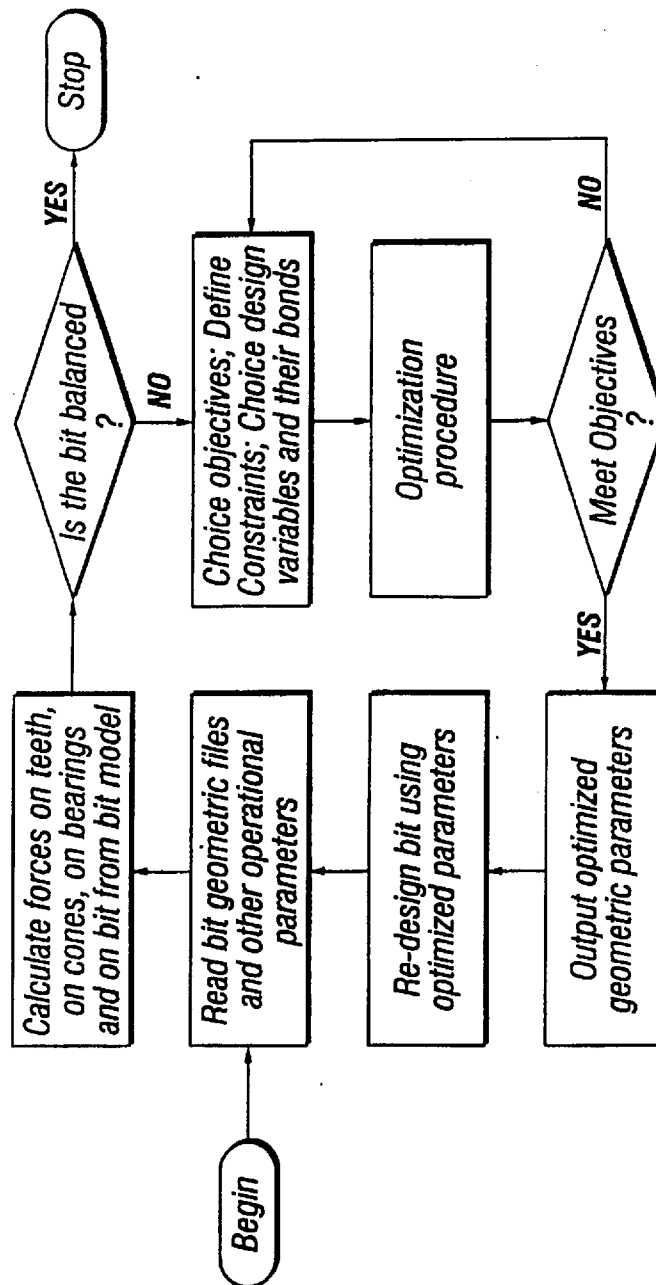 Begin
Read bit geometric files
and other operational
parameters
Calculate forces on teeth,
on cones, on bearings
and on bit from bit model
Is the bit balanced
?
YES
Stop
NO
Choice objectives; Define
Constraints; Choice design
variables and their bonds
Optimization
procedure
Meet Objectives
?
NO
YES
Output optimized
geometric parameters
Re-design bit using
optimized parameters